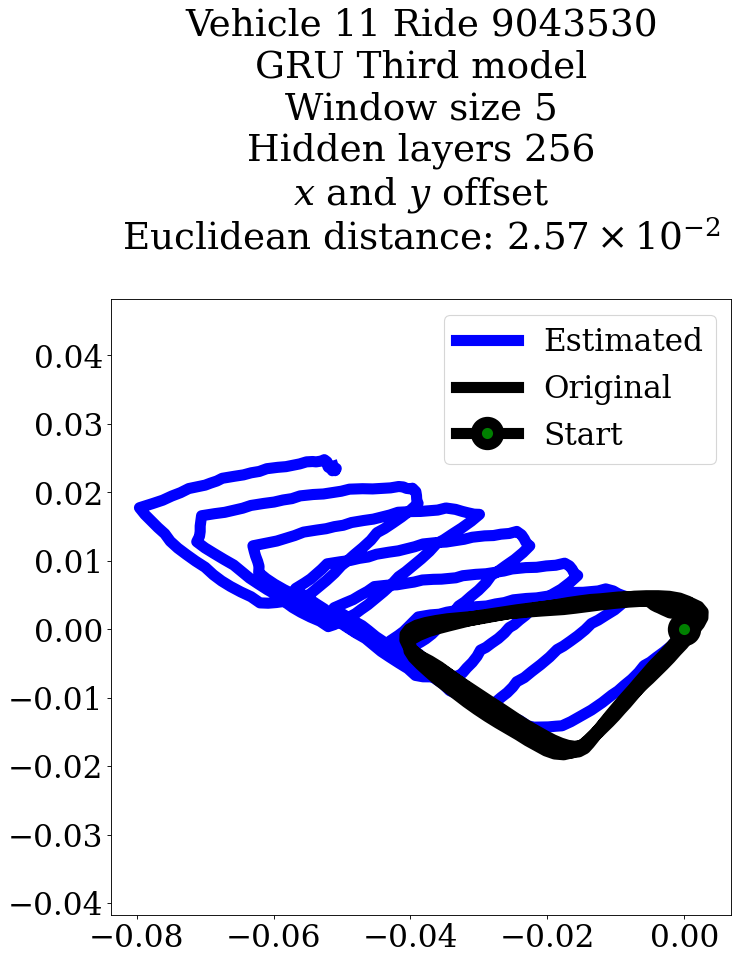 Vehicle 11 Ride 9043530
GRU Third model
Window size 5
Hidden layers 256
x and y offset
Euclidean distance: 2.57 × 10⁻²
Estimated
Original
Start
0.04
0.03
0.02
0.01
0.00
−0.01
−0.02
−0.03
−0.04
−0.08
−0.06
−0.04
−0.02
0.00